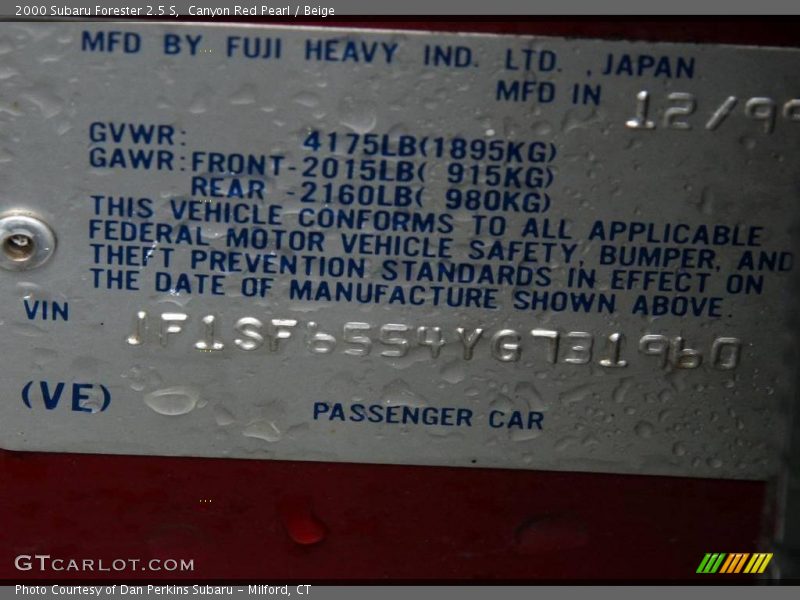 2000 Subaru Forester 2.5 S, Canyon Red Pearl / Beige
MFD BY FUJI HEAVY IND. LTD. , JAPAN
MFD IN 12/99
GVWR: 4175LB(1895KG)
GAWR:FRONT-2015LB( 915KG)
REAR -2160LB( 980KG)
THIS VEHICLE CONFORMS TO ALL APPLICABLE
FEDERAL MOTOR VEHICLE SAFETY, BUMPER, AND
THEFT PREVENTION STANDARDS IN EFFECT ON
THE DATE OF MANUFACTURE SHOWN ABOVE.
VIN JF1SF6554YG731960
(VE) PASSENGER CAR
GTCARLOT.COM
Photo Courtesy of Dan Perkins Subaru - Milford, CT